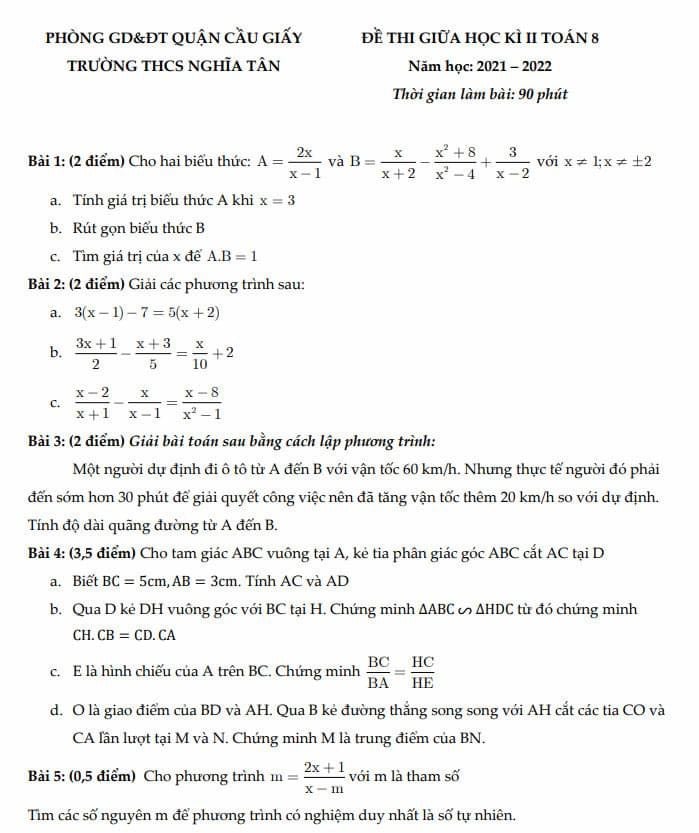 PHÒNG GD&ĐT QUẬN CẦU GIẤY
TRƯỜNG THCS NGHĨA TÂN
ĐỀ THI GIỮA HỌC KÌ II TOÁN 8
Năm học: 2021 – 2022
Thời gian làm bài: 90 phút
Bài 1: (2 điểm) Cho hai biểu thức: A = \frac{2x}{x-1} và B = \frac{x}{x+2} - \frac{x^2+8}{x^2-4} + \frac{3}{x-2} với x ≠ 1; x ≠ ±2
a. Tính giá trị biểu thức A khi x = 3
b. Rút gọn biểu thức B
c. Tìm giá trị của x để A.B = 1
Bài 2: (2 điểm) Giải các phương trình sau:
a. 3(x − 1) − 7 = 5(x + 2)
b. \frac{3x+1}{2} - \frac{x+3}{5} = \frac{x}{10} + 2
c. \frac{x-2}{x+1} - \frac{x}{x-1} = \frac{x-8}{x^2-1}
Bài 3: (2 điểm) Giải bài toán sau bằng cách lập phương trình:
Một người dự định đi ô tô từ A đến B với vận tốc 60 km/h. Nhưng thực tế người đó phải
đến sớm hơn 30 phút để giải quyết công việc nên đã tăng vận tốc thêm 20 km/h so với dự định.
Tính độ dài quãng đường từ A đến B.
Bài 4: (3,5 điểm) Cho tam giác ABC vuông tại A, kẻ tia phân giác góc ABC cắt AC tại D
a. Biết BC = 5cm, AB = 3cm. Tính AC và AD
b. Qua D kẻ DH vuông góc với BC tại H. Chứng minh ΔABC ∽ ΔHDC từ đó chứng minh
CH. CB = CD. CA
c. E là hình chiếu của A trên BC. Chứng minh \frac{BC}{BA} = \frac{HC}{HE}
d. O là giao điểm của BD và AH. Qua B kẻ đường thẳng song song với AH cắt các tia CO và
CA lần lượt tại M và N. Chứng minh M là trung điểm của BN.
Bài 5: (0,5 điểm) Cho phương trình m = \frac{2x+1}{x-m} với m là tham số
Tìm các số nguyên m để phương trình có nghiệm duy nhất là số tự nhiên.